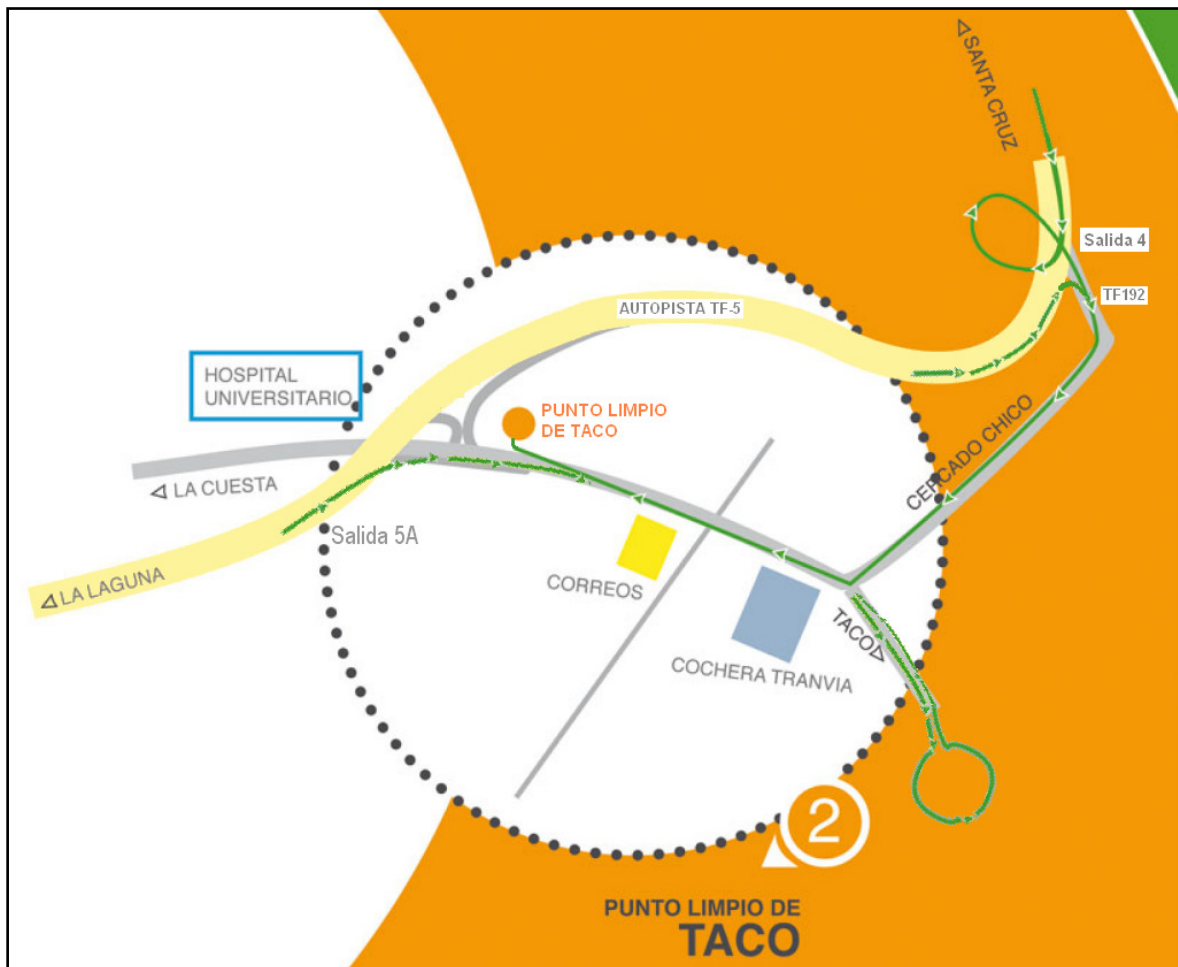 SANTA CRUZ
Salida 4
TF192
AUTOPISTA TF-5
HOSPITAL
UNIVERSITARIO
PUNTO LIMPIO
DE TACO
CERCADO CHICO
LA CUESTA
Salida 5A
LA LAGUNA
CORREOS
TACO
COCHERA TRANVIA
2
PUNTO LIMPIO DE
TACO